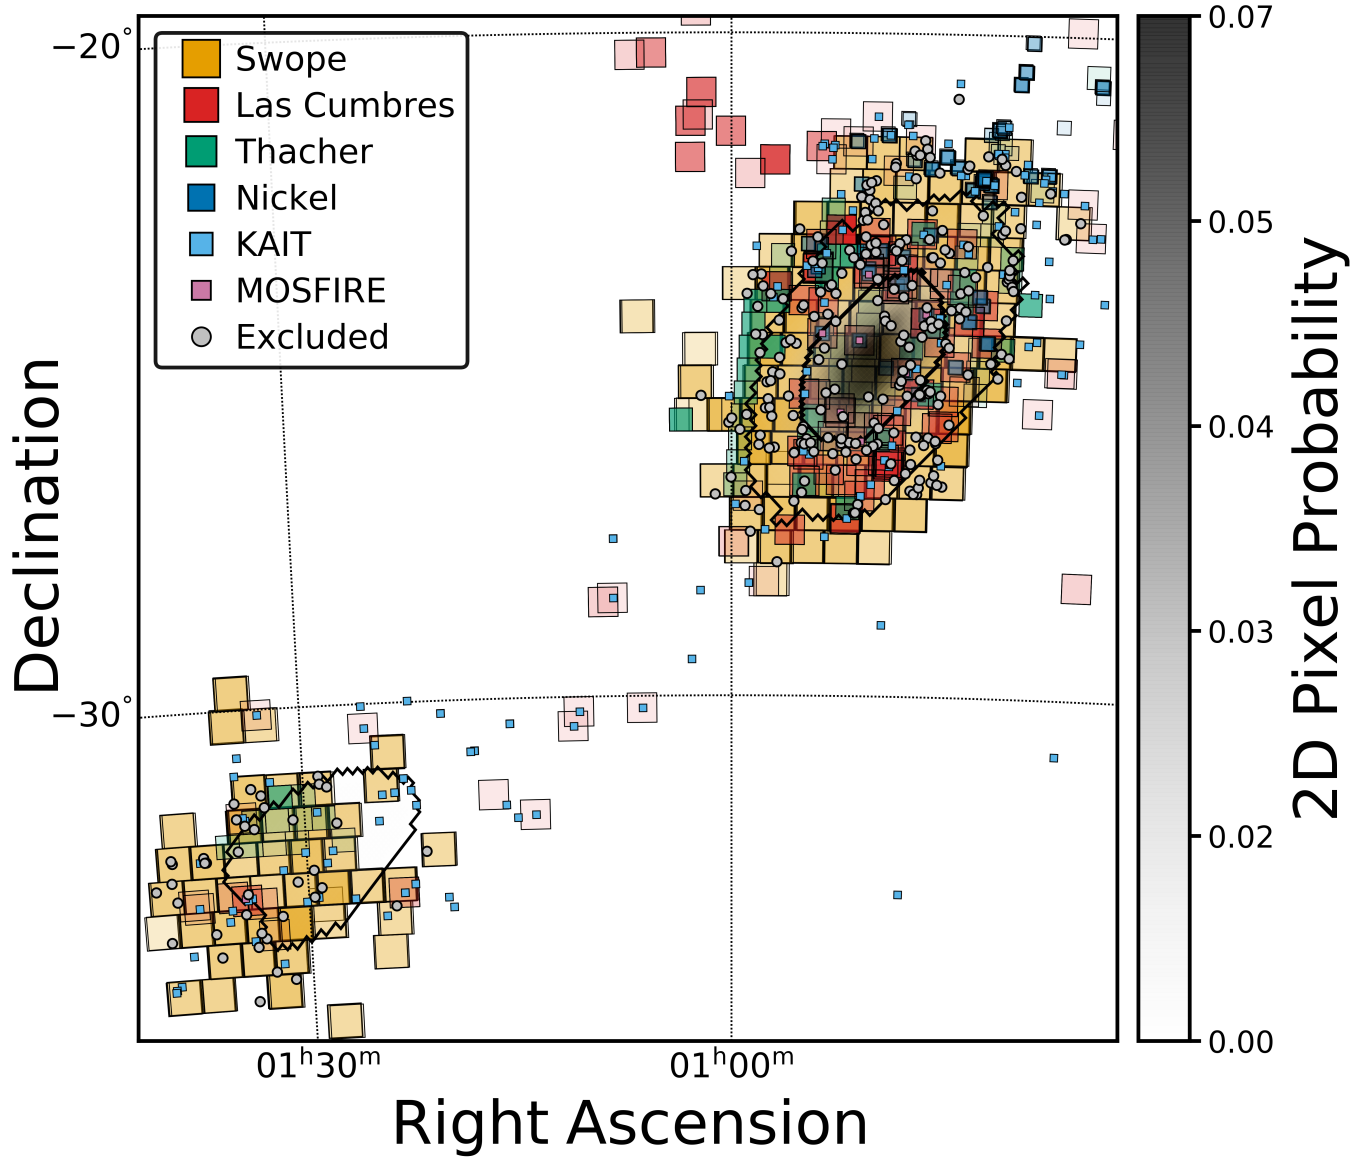 Swope
Las Cumbres
Thacher
Nickel
KAIT
MOSFIRE
Excluded
−20°
−30°
Declination
01ʰ30ᵐ
01ʰ00ᵐ
Right Ascension
0.07
0.05
0.04
0.03
0.02
0.00
2D Pixel Probability